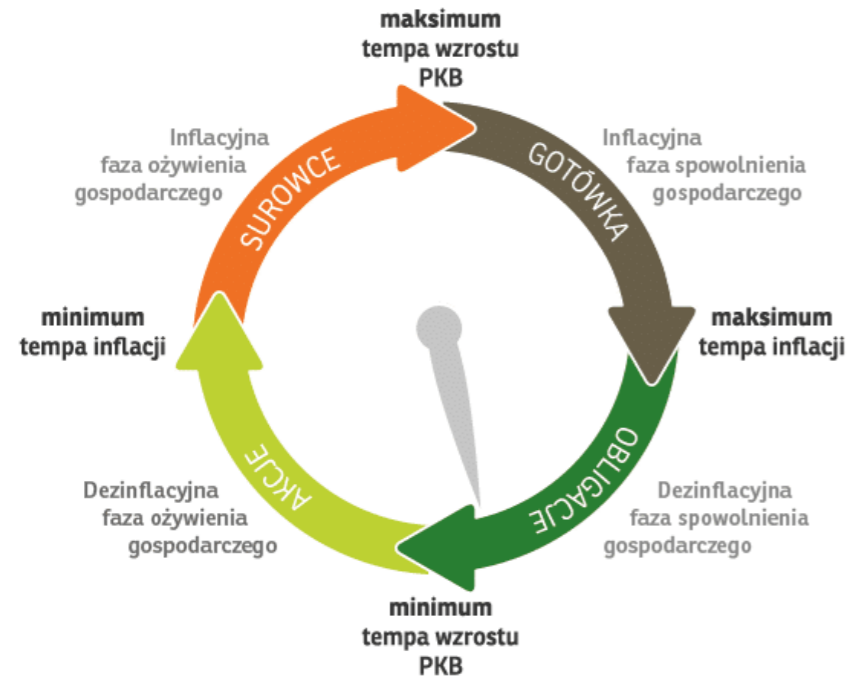 maksimum
tempa wzrostu
PKB
Inflacyjna
faza ożywienia
gospodarczego
Inflacyjna
faza spowolnienia
gospodarczego
SUROWCE
GOTÓWKA
minimum
tempa inflacji
maksimum
tempa inflacji
AKCJE
OBLIGACJE
Dezinflacyjna
faza ożywienia
gospodarczego
Dezinflacyjna
faza spowolnienia
gospodarczego
minimum
tempa wzrostu
PKB